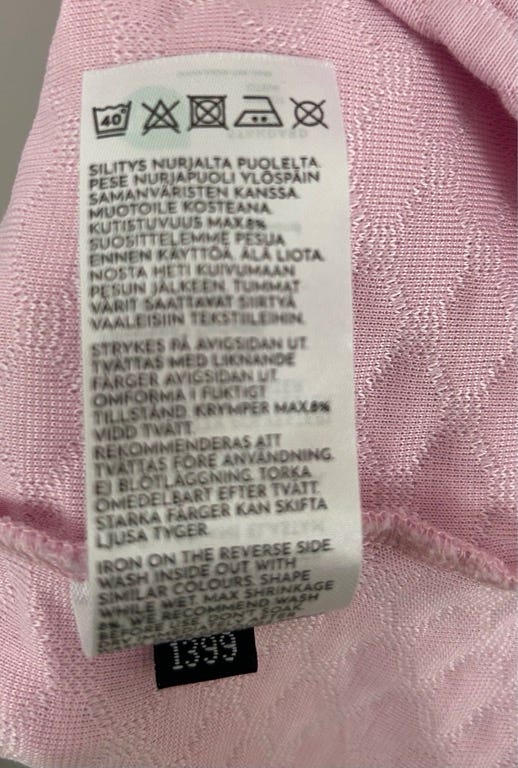 40°
SILITYS NURJALTA PUOLELTA.
PESE NURJAPUOLI YLÖSPÄIN
SAMANVÄRISTEN KANSSA.
MUOTOILE KOSTEANA.
KUTISTUVUUS MAX.8%
SUOSITTELEMME PESUA
ENNEN KÄYTTÖÄ. ÄLÄ LIOTA.
NOSTA HETI KUIVUMAAN
PESUN JÄLKEEN. TUMMAT
VÄRIT SAATTAVAT SIIRTYÄ
VAALEISIIN TEKSTIILEIHIN.
STRYKES PÅ AVIGSIDAN UT.
TVÄTTAS MED LIKNANDE
FÄRGER AVIGSIDAN UT.
OMFORMA I FUKTIGT
TILLSTÅND. KRYMPER MAX.8%
VIDD TVÄTT.
REKOMMENDERAS ATT
TVÄTTAS FÖRE ANVÄNDNING.
EJ BLÖTLÄGGNING. TORKA
OMEDELBART EFTER TVÄTT.
STARKA FÄRGER KAN SKIFTA
LJUSA TYGER.
IRON ON THE REVERSE SIDE.
WASH INSIDE OUT WITH
SIMILAR COLOURS. SHAPE
WHILE WET MAX SHRINKAGE
8%. WE RECOMMEND WASH
BEFORE USE. DON'T SOAK
1399